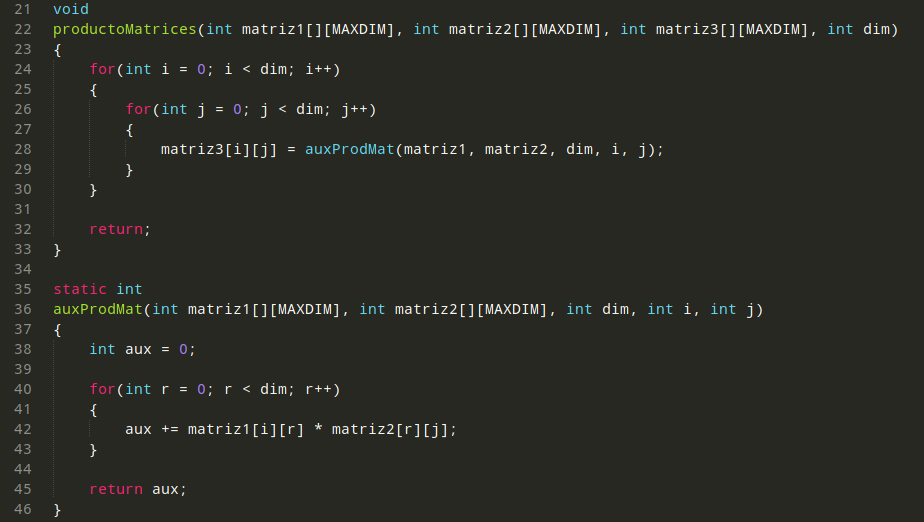 21 void
22 productoMatrices(int matriz1[][MAXDIM], int matriz2[][MAXDIM], int matriz3[][MAXDIM], int dim)
23 {
24     for(int i = 0; i < dim; i++)
25     {
26         for(int j = 0; j < dim; j++)
27         {
28             matriz3[i][j] = auxProdMat(matriz1, matriz2, dim, i, j);
29         }
30     }
31
32     return;
33 }
34
35 static int
36 auxProdMat(int matriz1[][MAXDIM], int matriz2[][MAXDIM], int dim, int i, int j)
37 {
38     int aux = 0;
39
40     for(int r = 0; r < dim; r++)
41     {
42         aux += matriz1[i][r] * matriz2[r][j];
43     }
44
45     return aux;
46 }